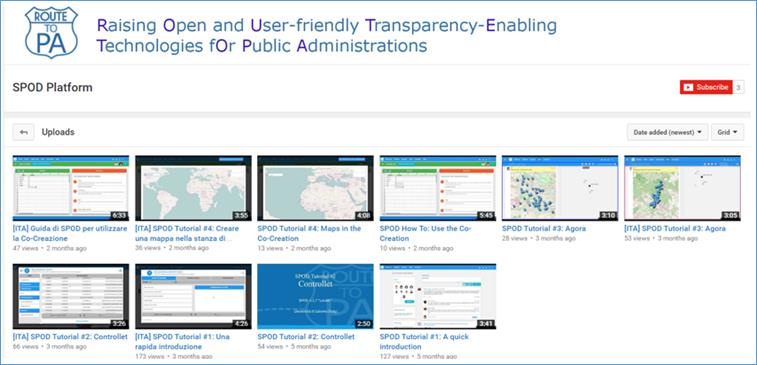 ROUTE
TO
PA
Raising Open and User-friendly Transparency-Enabling
Technologies fOr Public Administrations
SPOD Platform
Subscribe 3
Uploads
Date added (newest)
Grid
6:33
3:55
4:08
5:45
3:10
3:05
[ITA] Guida di SPOD per utilizzare
la Co-Creazione
47 views • 2 months ago
[ITA] SPOD Tutorial #4: Creare
una mappa nella stanza di...
36 views • 2 months ago
SPOD Tutorial #4: Maps in the
Co-Creation
13 views • 2 months ago
SPOD How To: Use the Co-
Creation
10 views • 2 months ago
SPOD Tutorial #3: Agora
28 views • 3 months ago
[ITA] SPOD Tutorial #3: Agora
53 views • 3 months ago
3:26
4:26
SPOD Tutorial #2
Controllet
2:50
3:41
[ITA] SPOD Tutorial #2: Controllet
66 views • 3 months ago
[ITA] SPOD Tutorial #1: Una
rapida introduzione
173 views • 3 months ago
SPOD Tutorial #2: Controllet
54 views • 5 months ago
SPOD Tutorial #1: A quick
introduction
127 views • 5 months ago